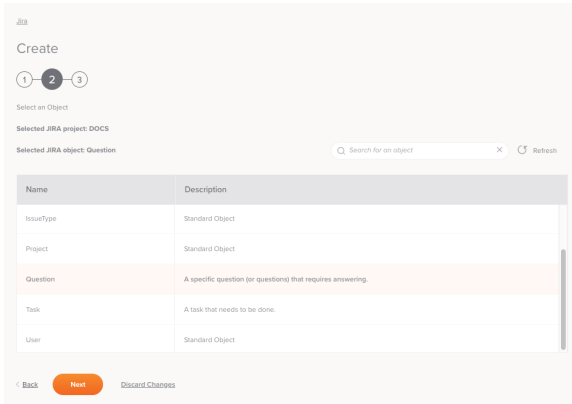 Jira
Create
1 2 3
Select an Object
Selected JIRA project: DOCS
Selected JIRA object: Question
Search for an object
Refresh
Name Description
IssueType Standard Object
Project Standard Object
Question A specific question (or questions) that requires answering.
Task A task that needs to be done.
User Standard Object
< Back Next Discard Changes